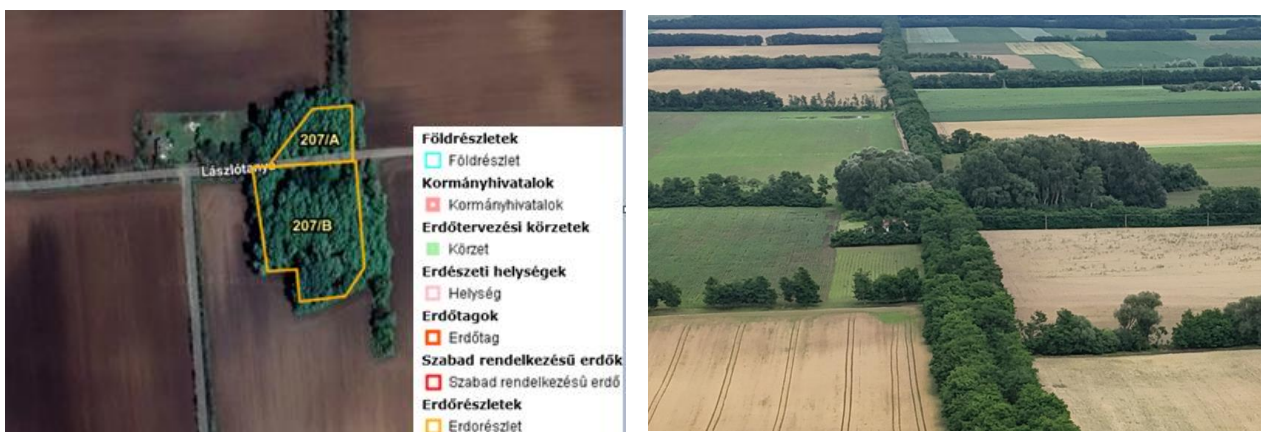 207/A
Lászlótanya
207/B
Földrészletek
Földrészlet
Kormányhivatalok
Kormányhivatalok
Erdőtervezési körzetek
Körzet
Erdészeti helységek
Helység
Erdőtagok
Erdőtag
Szabad rendelkezésű erdők
Szabad rendelkezésű erdő
Erdőrészletek
Erdorészlet